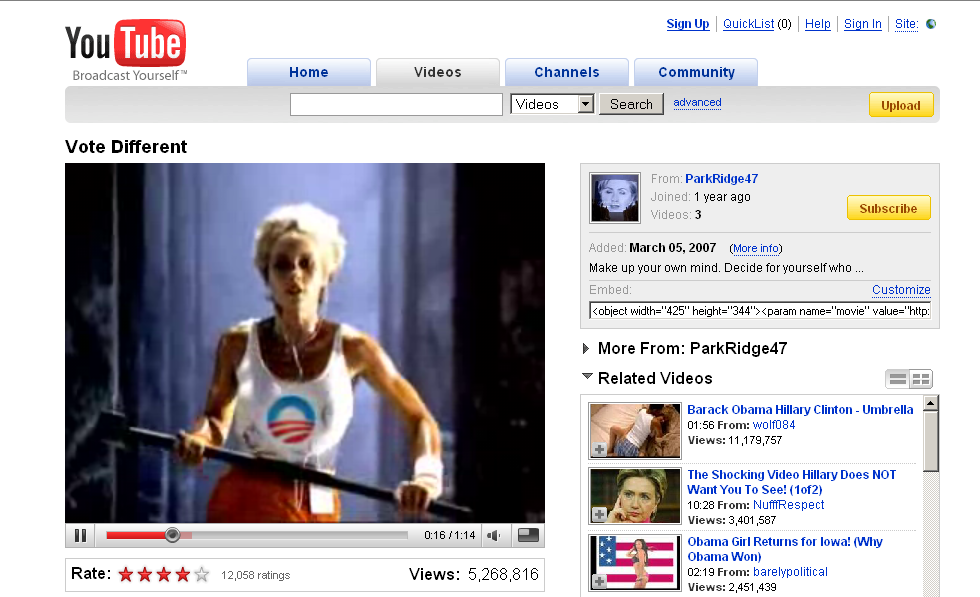 Sign Up QuickList (0) Help Sign In Site:
You Tube
Broadcast Yourself™
Home Videos Channels Community
Videos Search advanced Upload
Vote Different
From: ParkRidge47
Joined: 1 year ago
Videos: 3
Subscribe
Added: March 05, 2007 (More info)
Make up your own mind. Decide for yourself who ...
Embed: Customize
<object width="425" height="344"><param name="movie" value="http:
More From: ParkRidge47
Related Videos
Barack Obama Hillary Clinton - Umbrella
01:56 From: wolf084
Views: 11,179,757
The Shocking Video Hillary Does NOT
Want You To See! (1of2)
10:28 From: NufffRespect
Views: 3,401,587
Obama Girl Returns for Iowa! (Why
Obama Won)
02:19 From: barelypolitical
Views: 2,451,439
0:16 / 1:14
Rate: 12,058 ratings Views: 5,268,816